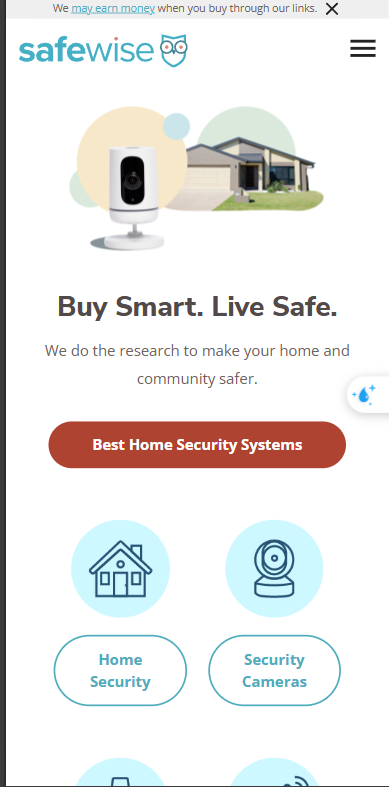 We may earn money when you buy through our links.
safewise
Buy Smart. Live Safe.
We do the research to make your home and
community safer.
Best Home Security Systems
Home
Security
Security
Cameras